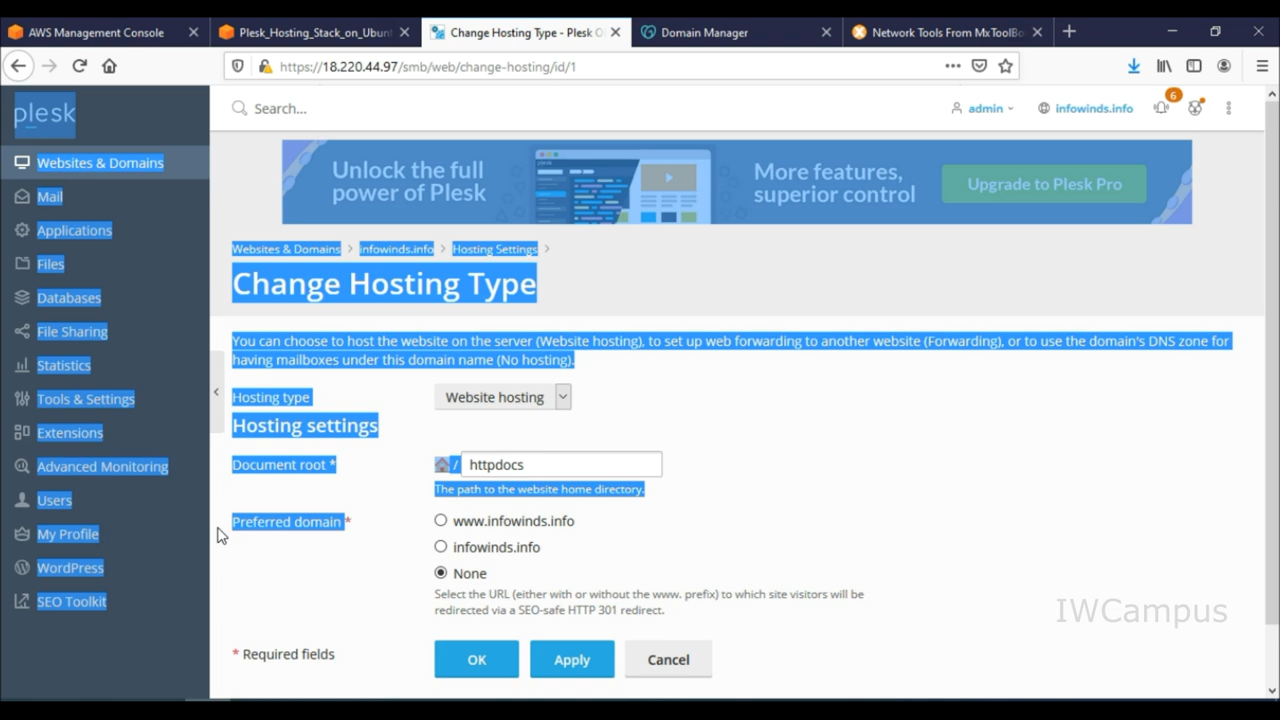 AWS Management Console
Plesk_Hosting_Stack_on_Ubunt
Change Hosting Type - Plesk O
Domain Manager
Network Tools From MxToolBo
https://18.220.44.97/smb/web/change-hosting/id/1
plesk
Search...
admin
infowinds.info
6
Websites & Domains
Mail
Applications
Files
Databases
File Sharing
Statistics
Tools & Settings
Extensions
Advanced Monitoring
Users
My Profile
WordPress
SEO Toolkit
Unlock the full
power of Plesk
More features,
superior control
Upgrade to Plesk Pro
Websites & Domains > infowinds.info > Hosting Settings >
Change Hosting Type
You can choose to host the website on the server (Website hosting), to set up web forwarding to another website (Forwarding), or to use the domain's DNS zone for
having mailboxes under this domain name (No hosting).
Hosting type
Website hosting
Hosting settings
Document root *
/ httpdocs
The path to the website home directory.
Preferred domain *
www.infowinds.info
infowinds.info
None
Select the URL (either with or without the www. prefix) to which site visitors will be
redirected via a SEO-safe HTTP 301 redirect.
* Required fields
OK
Apply
Cancel
IWCampus